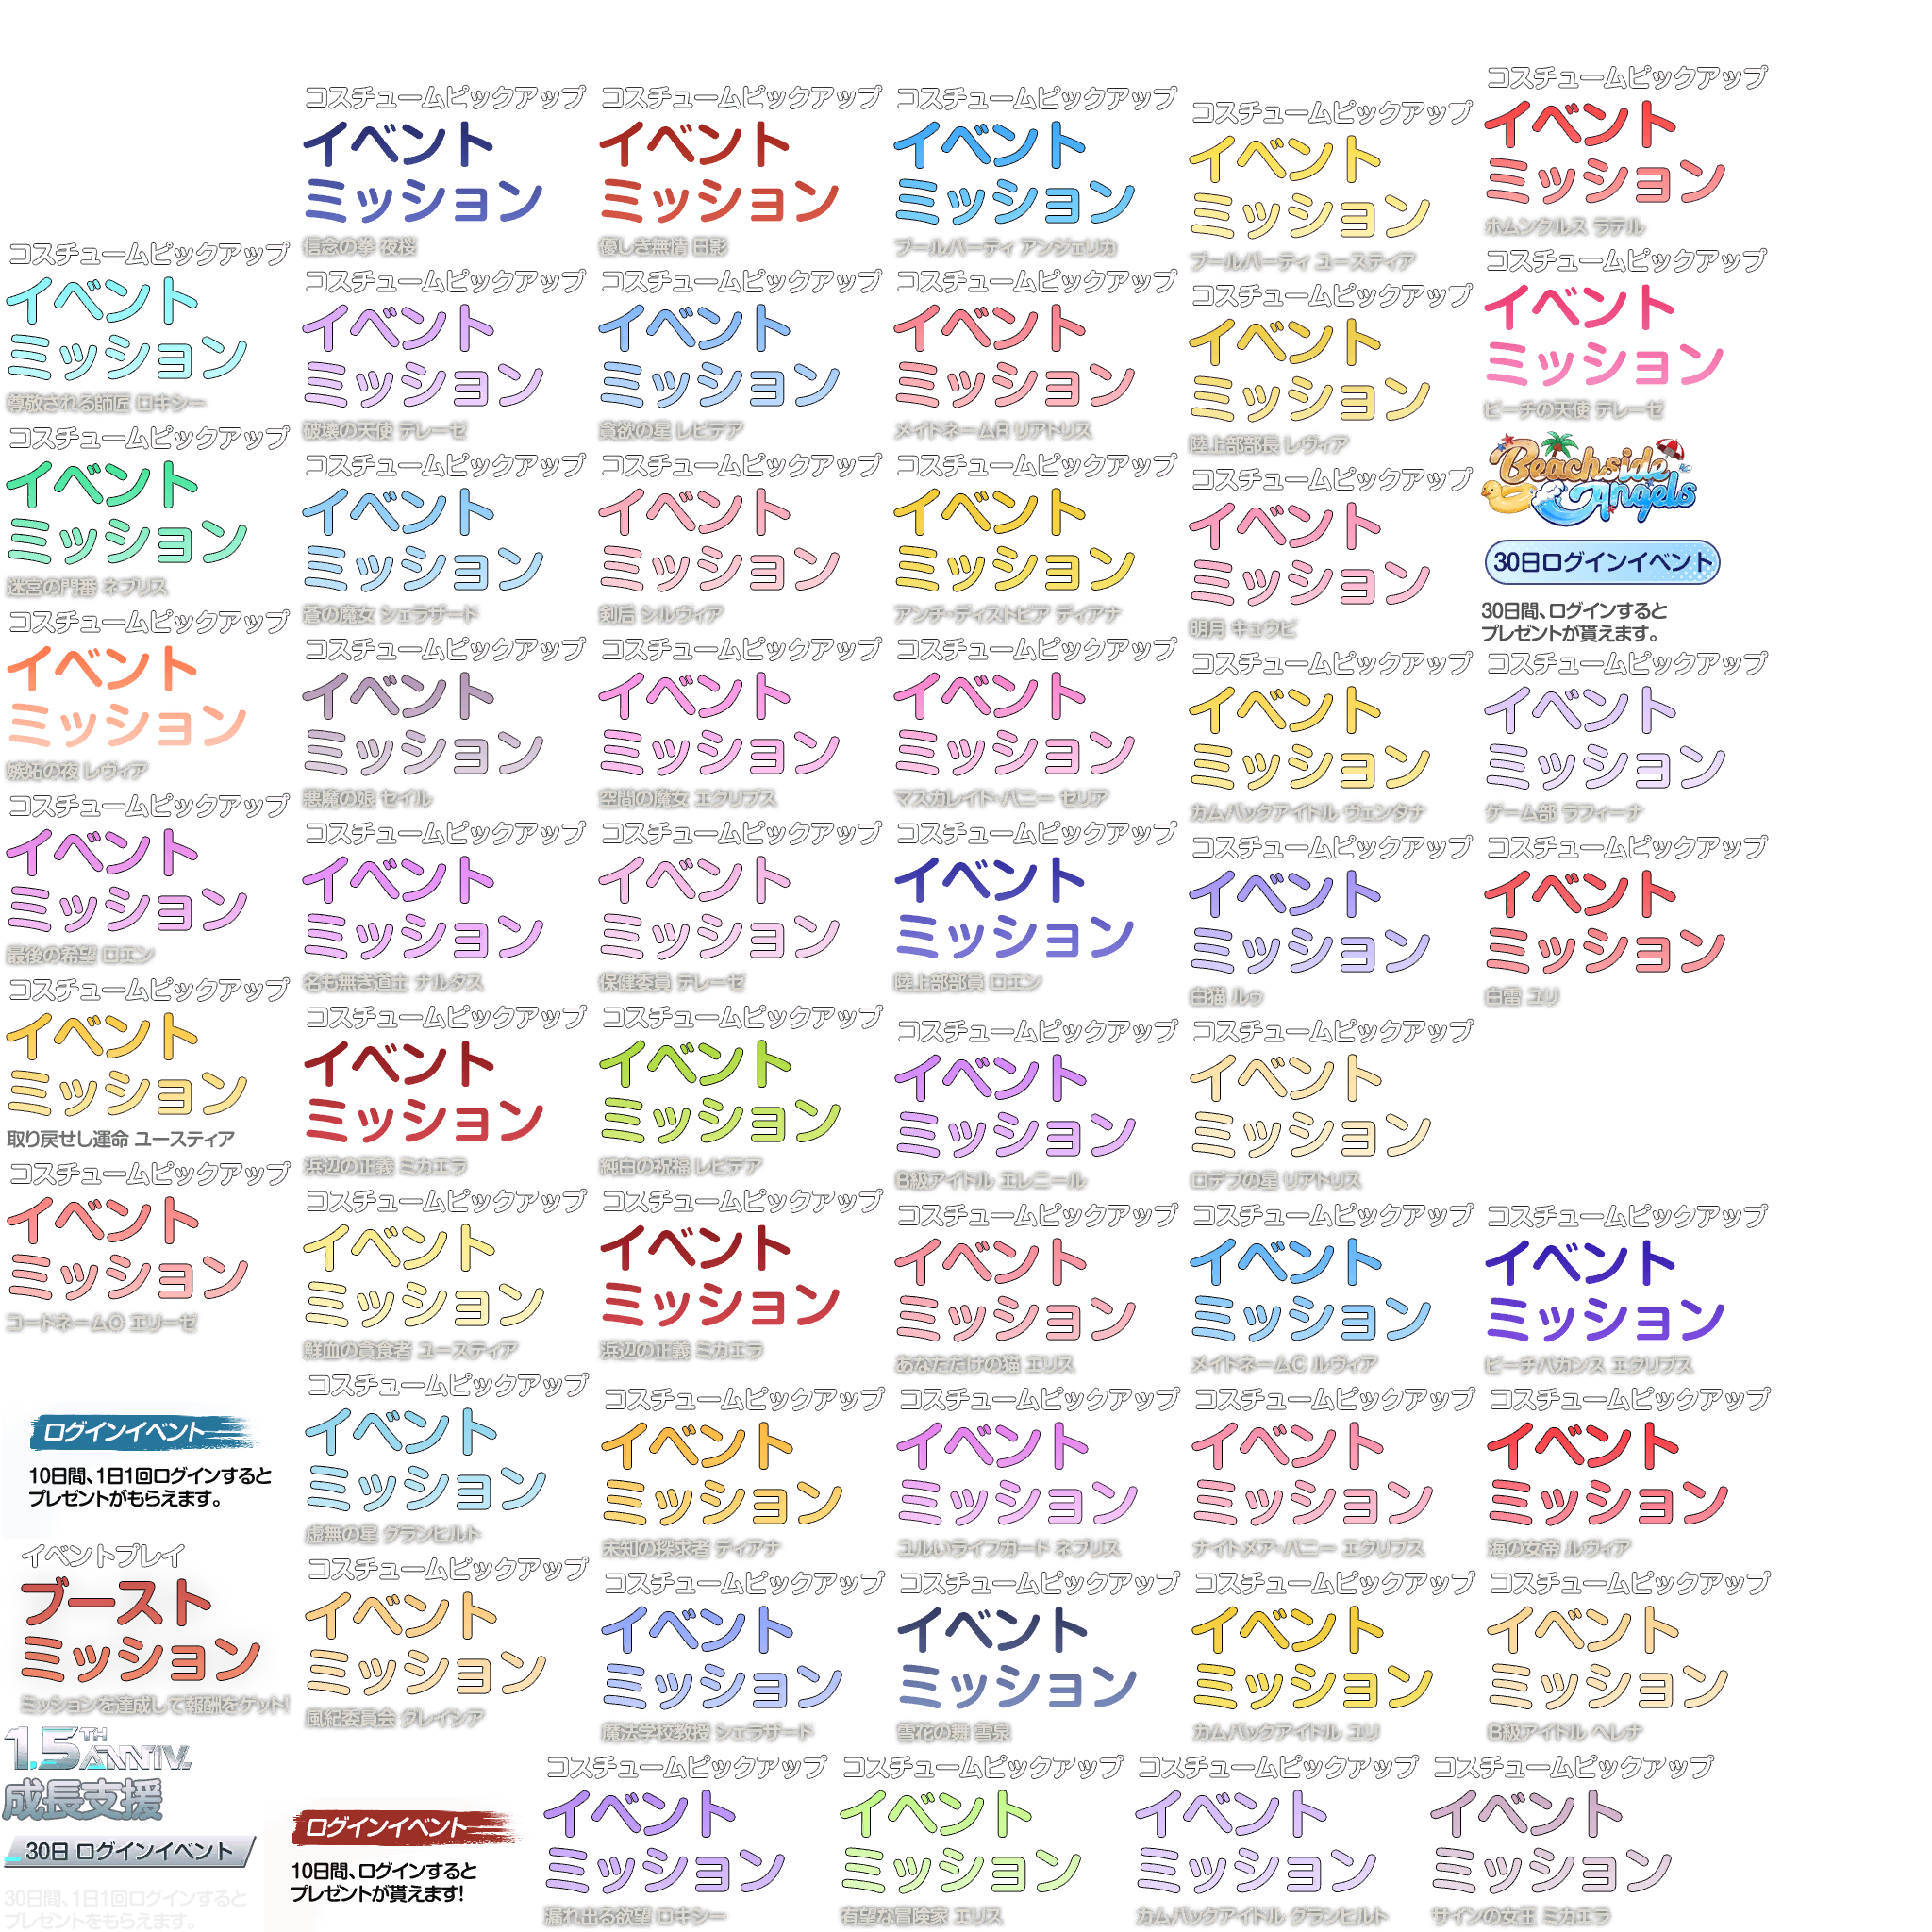 コスチュームピックアップ
イベント
ミッション
尊敬される師匠 ロキシー
コスチュームピックアップ
イベント
ミッション
迷宮の門番 ネブリス
コスチュームピックアップ
イベント
ミッション
嫉妬の夜 レヴィア
コスチュームピックアップ
イベント
ミッション
最後の希望 ロエン
コスチュームピックアップ
イベント
ミッション
取り戻せし運命 ユースティア
コスチュームピックアップ
イベント
ミッション
コードネームO エリーゼ
ログインイベント
10日間、1日1回ログインすると
プレゼントがもらえます。
イベントプレイ
ブースト
ミッション
ミッションを達成して報酬をゲット!
1.5TH
ANNIV.
成長支援
30日 ログインイベント
30日間、1日1回ログインすると
プレゼントをもらえます。
コスチュームピックアップ
イベント
ミッション
信念の拳 夜桜
コスチュームピックアップ
イベント
ミッション
破壊の天使 テレーゼ
コスチュームピックアップ
イベント
ミッション
蒼の魔女 シェラザード
コスチュームピックアップ
イベント
ミッション
悪魔の娘 セイル
コスチュームピックアップ
イベント
ミッション
名も無き道士 ナルタス
コスチュームピックアップ
イベント
ミッション
浜辺の正義 ミカエラ
コスチュームピックアップ
イベント
ミッション
鮮血の貪食者 ユースティア
コスチュームピックアップ
イベント
ミッション
虚無の星 グランヒルト
コスチュームピックアップ
イベント
ミッション
風紀委員会 グレインア
ログインイベント
10日間、ログインすると
プレゼントが貰えます!
コスチュームピックアップ
イベント
ミッション
優しき無情 日影
コスチュームピックアップ
イベント
ミッション
貪欲の星 レピテア
コスチュームピックアップ
イベント
ミッション
剣后 シルヴィア
コスチュームピックアップ
イベント
ミッション
空間の魔女 エクリプス
コスチュームピックアップ
イベント
ミッション
保健委員 テレーゼ
コスチュームピックアップ
イベント
ミッション
純白の祝福 レピテア
コスチュームピックアップ
イベント
ミッション
浜辺の正義 ミカエラ
コスチュームピックアップ
イベント
ミッション
未知の探求者 ディアナ
コスチュームピックアップ
イベント
ミッション
魔法学校教授 シェラザード
コスチュームピックアップ
イベント
ミッション
漏れ出る欲望 ロキシー
コスチュームピックアップ
イベント
ミッション
プールパーティ アンジェリカ
コスチュームピックアップ
イベント
ミッション
メイドネームR リアトリス
コスチュームピックアップ
イベント
ミッション
アンチ・ディストピア ディアナ
コスチュームピックアップ
イベント
ミッション
マスカレイド・バニー セリア
コスチュームピックアップ
イベント
ミッション
陸上部部員 ロエン
コスチュームピックアップ
イベント
ミッション
B級アイドル エレニール
コスチュームピックアップ
イベント
ミッション
あなただけの猫 エリス
コスチュームピックアップ
イベント
ミッション
ユルいライフガード ネブリス
コスチュームピックアップ
イベント
ミッション
雪花の舞 雪泉
コスチュームピックアップ
イベント
ミッション
有望な冒険家 エリス
コスチュームピックアップ
イベント
ミッション
プールパーティ ユースティア
コスチュームピックアップ
イベント
ミッション
陸上部部長 レヴィア
コスチュームピックアップ
イベント
ミッション
明月 キュウビ
コスチュームピックアップ
イベント
ミッション
カムバックアイドル ヴェンタナ
コスチュームピックアップ
イベント
ミッション
白猫 ルゥ
コスチュームピックアップ
イベント
ミッション
ロデブの星 リアトリス
コスチュームピックアップ
イベント
ミッション
メイドネームC ルヴィア
コスチュームピックアップ
イベント
ミッション
ナイトメア・バニー エクリプス
コスチュームピックアップ
イベント
ミッション
カムバックアイドル ユリ
コスチュームピックアップ
イベント
ミッション
カムバックアイドル グランヒルト
コスチュームピックアップ
イベント
ミッション
ホムンクルス ラテル
コスチュームピックアップ
イベント
ミッション
ビーチの天使 テレーゼ
Beachside
Angels
30日ログインイベント
30日間、ログインすると
プレゼントが貰えます。
コスチュームピックアップ
イベント
ミッション
ゲーム部 ラフィーナ
コスチュームピックアップ
イベント
ミッション
白雷 ユリ
コスチュームピックアップ
イベント
ミッション
ビーチバカンス エクリプス
コスチュームピックアップ
イベント
ミッション
海の女帝 ルヴィア
コスチュームピックアップ
イベント
ミッション
B級アイドル ヘレナ
コスチュームピックアップ
イベント
ミッション
サインの女王 ミカエラ